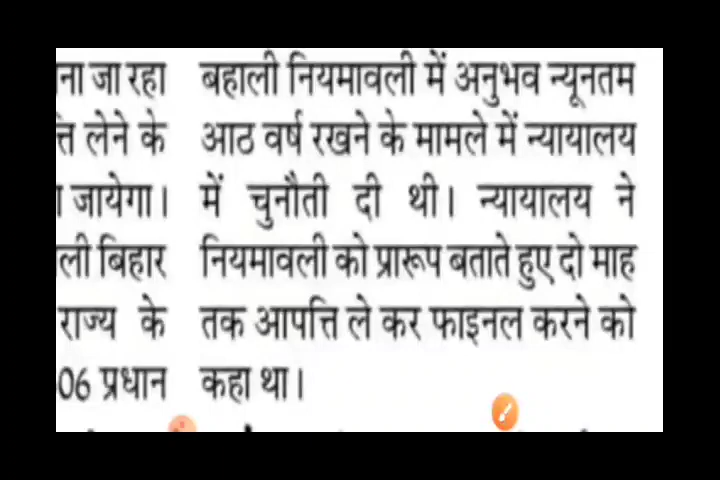 ना जा रहा
लेने के
जायेगा।
ली बिहार
राज्य के
06 प्रधान
बहाली नियमावली में अनुभव न्यूनतम
आठ वर्ष रखने के मामले में न्यायालय
में चुनौती दी थी। न्यायालय ने
नियमावली को प्रारूप बताते हुए दो माह
तक आपत्ति ले कर फाइनल करने को
कहा था।